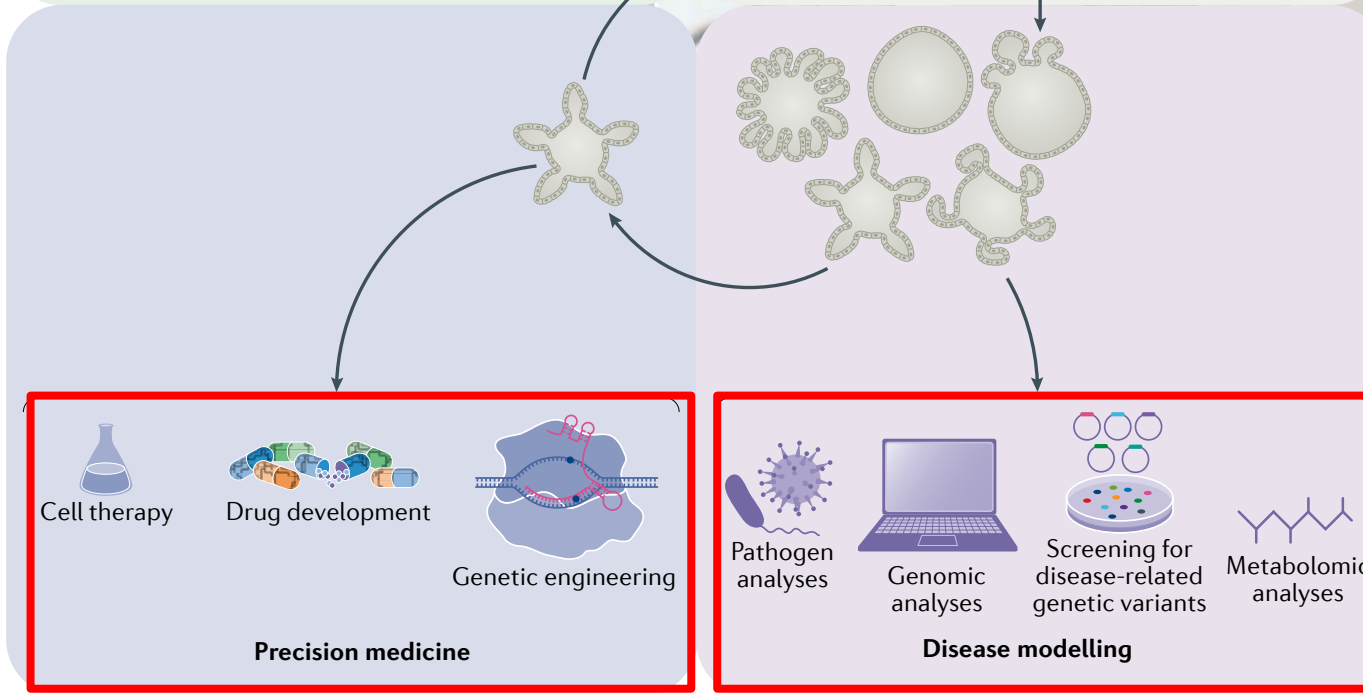 Cell therapy
Drug development
Genetic engineering
Precision medicine
Pathogen
analyses
Genomic
analyses
Screening for
disease-related
genetic variants
Metabolomic
analyses
Disease modelling